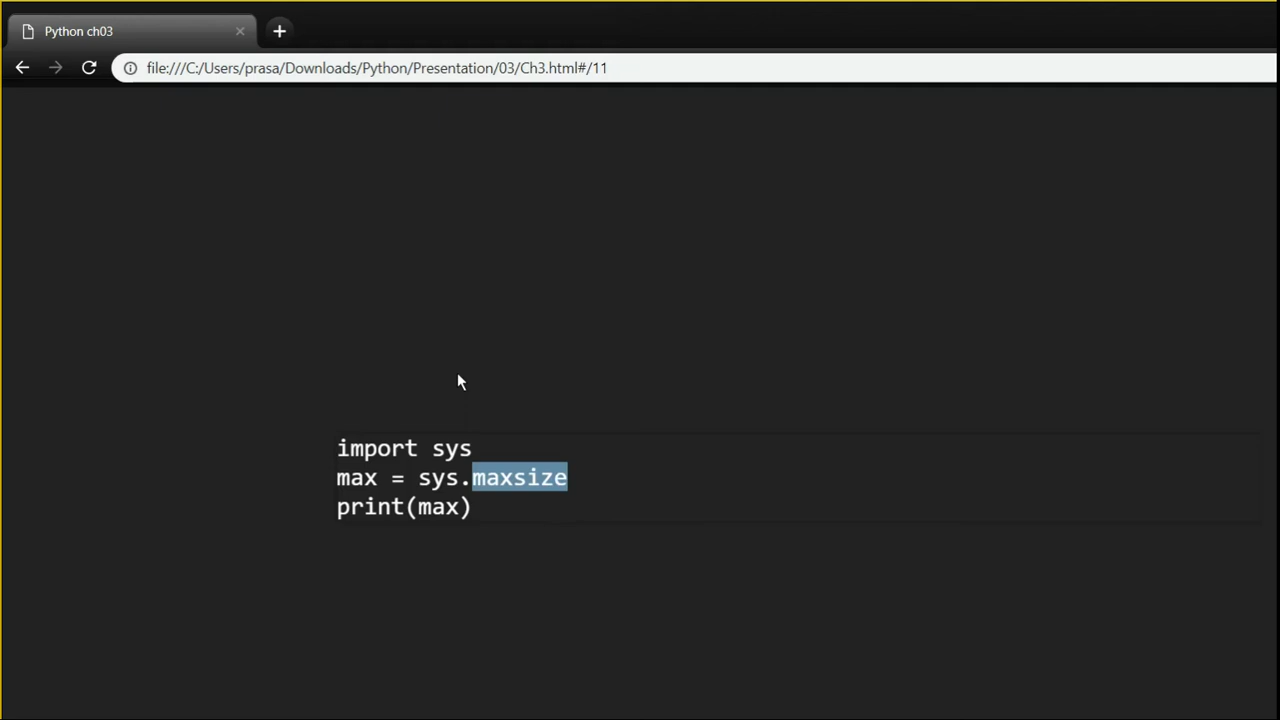 Python ch03
file:///C:/Users/prasa/Downloads/Python/Presentation/03/Ch3.html#/11
import sys
max = sys.maxsize
print(max)